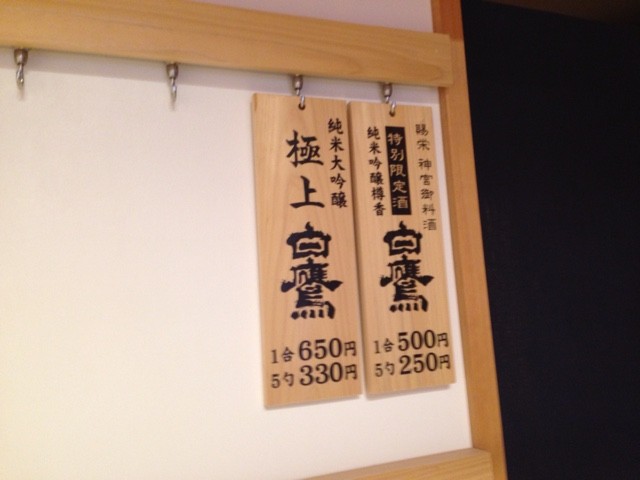 純米大吟醸
極上
白鷹
1合650円
5勺330円
神宮御料酒
特別限定酒
純米吟醸樽香
白鷹
1合500円
5勺250円